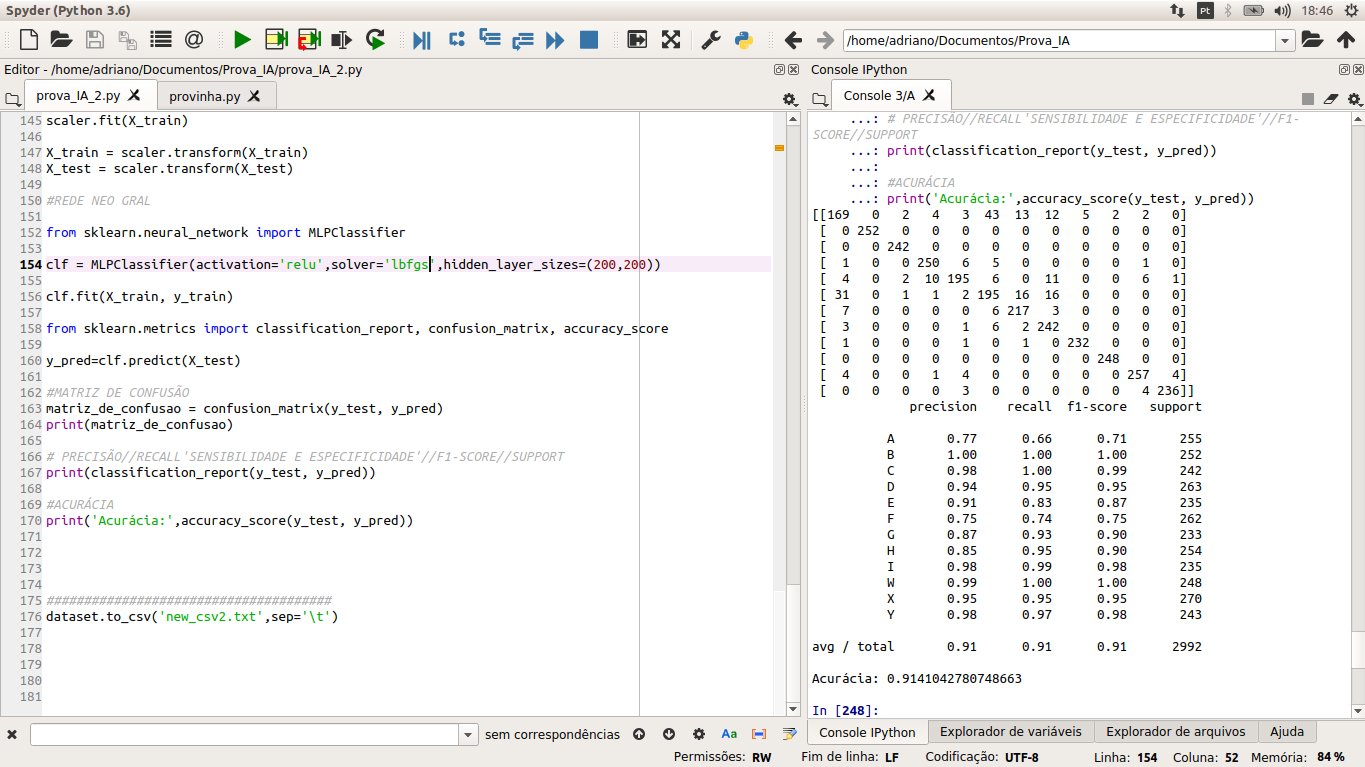 Spyder (Python 3.6)
Pt
18:46
/home/adriano/Documentos/Prova_IA
Editor - /home/adriano/Documentos/Prova_IA/prova_IA_2.py
prova_IA_2.py
provinha.py
145 scaler.fit(X_train)
146
147 X_train = scaler.transform(X_train)
148 X_test = scaler.transform(X_test)
149
150 #REDE NEO GRAL
151
152 from sklearn.neural_network import MLPClassifier
153
154 clf = MLPClassifier(activation='relu',solver='lbfgs',hidden_layer_sizes=(200,200))
155
156 clf.fit(X_train, y_train)
157
158 from sklearn.metrics import classification_report, confusion_matrix, accuracy_score
159
160 y_pred=clf.predict(X_test)
161
162 #MATRIZ DE CONFUSÃO
163 matriz_de_confusao = confusion_matrix(y_test, y_pred)
164 print(matriz_de_confusao)
165
166 # PRECISÃO//RECALL'SENSIBILIDADE E ESPECIFICIDADE'//F1-SCORE//SUPPORT
167 print(classification_report(y_test, y_pred))
168
169 #ACURÁCIA
170 print('Acurácia:',accuracy_score(y_test, y_pred))
171
172
173
174
175 ######################################
176 dataset.to_csv('new_csv2.txt',sep='\t')
177
178
179
180
181
sem correspondências
Aa
Console IPython
Console 3/A
...: # PRECISÃO//RECALL'SENSIBILIDADE E ESPECIFICIDADE'//F1-
SCORE//SUPPORT
...: print(classification_report(y_test, y_pred))
...:
...: #ACURÁCIA
...: print('Acurácia:',accuracy_score(y_test, y_pred))
[[169 0 2 4 3 43 13 12 5 2 2 0]
[ 0 252 0 0 0 0 0 0 0 0 0 0]
[ 0 0 242 0 0 0 0 0 0 0 0 0]
[ 1 0 0 250 6 5 0 0 0 0 1 0]
[ 4 0 2 10 195 6 0 11 0 0 6 1]
[ 31 0 1 1 2 195 16 16 0 0 0 0]
[ 7 0 0 0 0 6 217 3 0 0 0 0]
[ 3 0 0 0 1 6 2 242 0 0 0 0]
[ 1 0 0 0 1 0 1 0 232 0 0 0]
[ 0 0 0 0 0 0 0 0 0 248 0 0]
[ 4 0 0 1 4 0 0 0 0 0 257 4]
[ 0 0 0 0 3 0 0 0 0 0 4 236]]
precision recall f1-score support
A 0.77 0.66 0.71 255
B 1.00 1.00 1.00 252
C 0.98 1.00 0.99 242
D 0.94 0.95 0.95 263
E 0.91 0.83 0.87 235
F 0.75 0.74 0.75 262
G 0.87 0.93 0.90 233
H 0.85 0.95 0.90 254
I 0.98 0.99 0.98 235
W 0.99 1.00 1.00 248
X 0.95 0.95 0.95 270
Y 0.98 0.97 0.98 243
avg / total 0.91 0.91 0.91 2992
Acurácia: 0.9141042780748663
In [248]:
Console IPython
Explorador de variáveis
Explorador de arquivos
Ajuda
Permissões: RW Fim de linha: LF Codificação: UTF-8 Linha: 154 Coluna: 52 Memória: 84 %